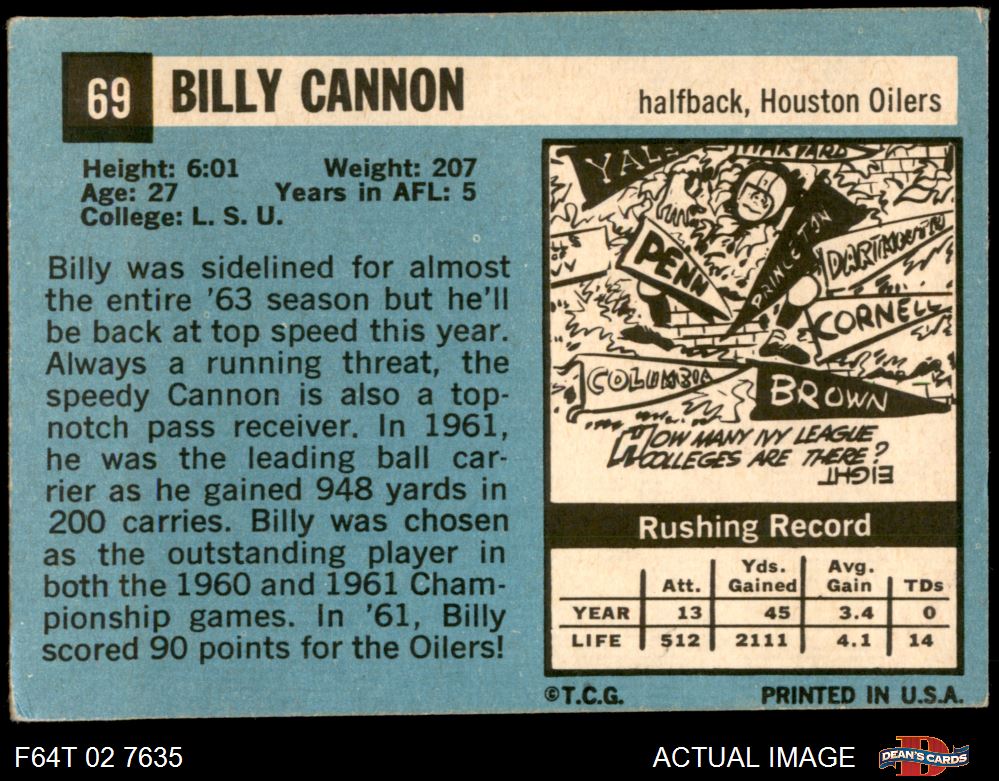 69
BILLY CANNON
halfback, Houston Oilers
Height: 6:01 Weight: 207
Age: 27 Years in AFL: 5
College: L. S. U.
Billy was sidelined for almost
the entire '63 season but he'll
be back at top speed this year.
Always a running threat, the
speedy Cannon is also a top-
notch pass receiver. In 1961,
he was the leading ball car-
rier as he gained 948 yards in
200 carries. Billy was chosen
as the outstanding player in
both the 1960 and 1961 Cham-
pionship games. In '61, Billy
scored 90 points for the Oilers!
YALE
HARVARD
PENN
PRINCETON
DARTMOUTH
CORNELL
COLUMBIA
BROWN
HOW MANY IVY LEAGUE
COLLEGES ARE THERE?
EIGHT
Rushing Record
Att. Yds. Gained Avg. Gain TDs
YEAR 13 45 3.4 0
LIFE 512 2111 4.1 14
©T.C.G.
PRINTED IN U.S.A.
F64T 02 7635
ACTUAL IMAGE
DEAN'S CARDS